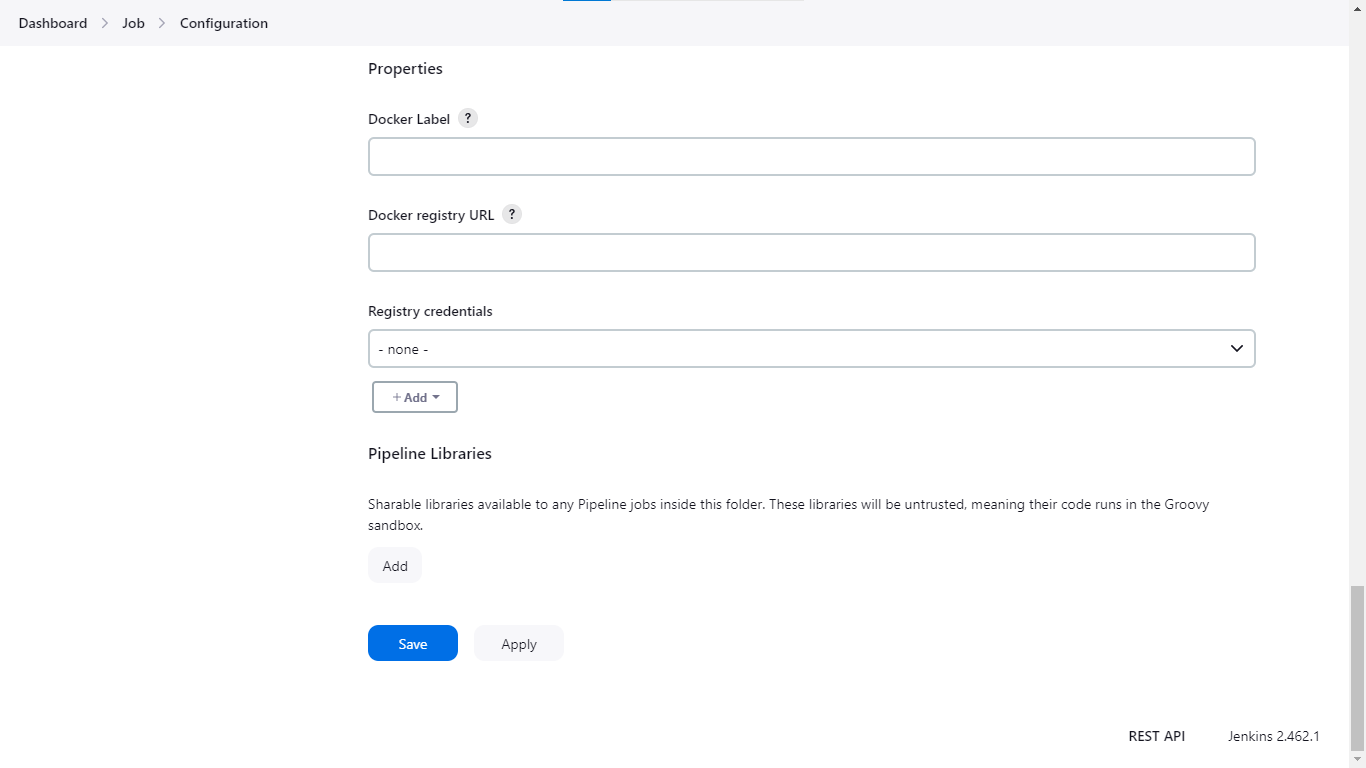 Dashboard > Job > Configuration
Properties
Docker Label ?
Docker registry URL ?
Registry credentials
- none -
+ Add
Pipeline Libraries
Sharable libraries available to any Pipeline jobs inside this folder. These libraries will be untrusted, meaning their code runs in the Groovy
sandbox.
Add
Save Apply
REST API Jenkins 2.462.1